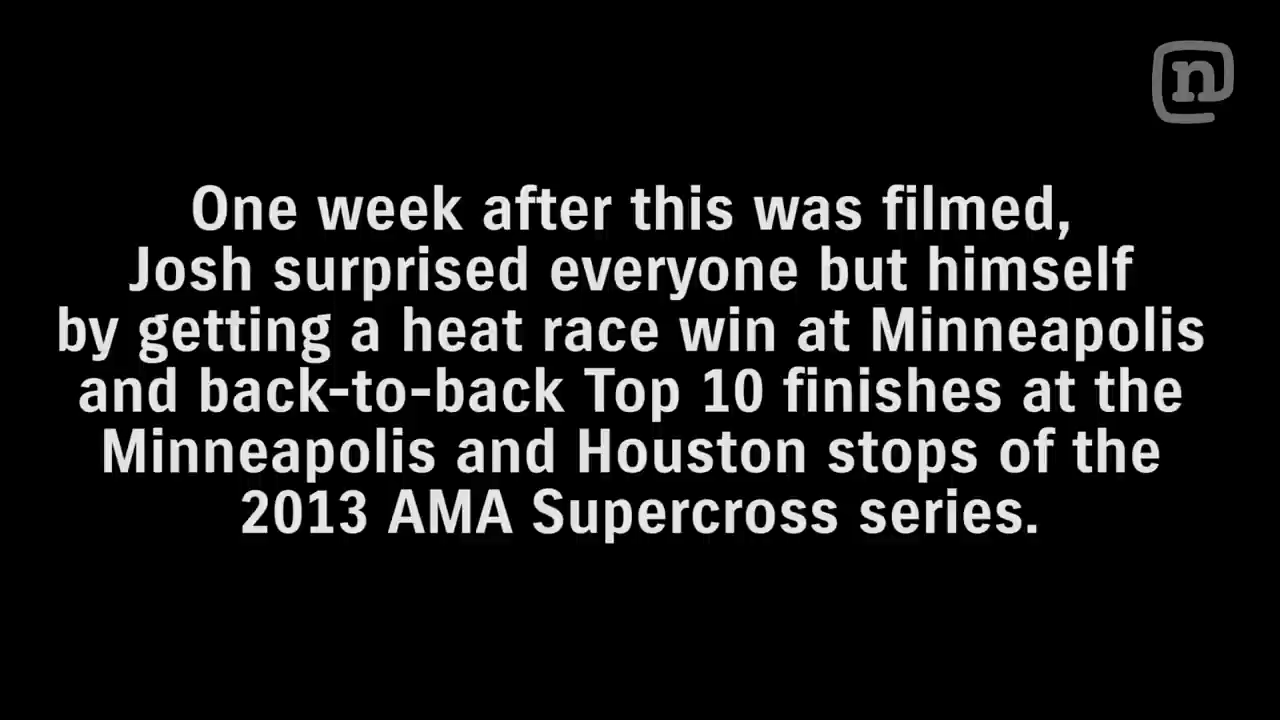 n
One week after this was filmed,
Josh surprised everyone but himself
by getting a heat race win at Minneapolis
and back-to-back Top 10 finishes at the
Minneapolis and Houston stops of the
2013 AMA Supercross series.